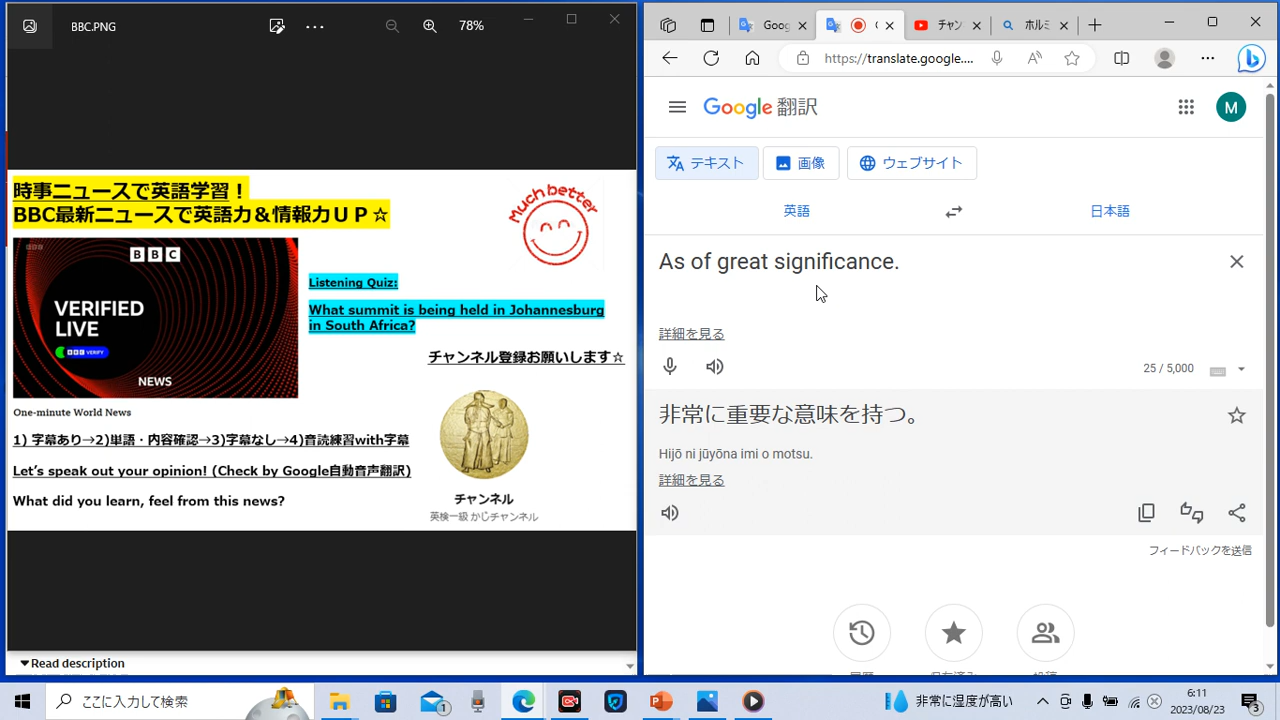 BBC.PNG
78%
時事ニュースで英語学習！
BBC最新ニュースで英語力＆情報力ＵＰ☆
Much better
BBC
BBC
VERIFIED
LIVE
BBC VERIFY
NEWS
Listening Quiz:
What summit is being held in Johannesburg
in South Africa?
チャンネル登録お願いします☆
One-minute World News
1) 字幕あり→2)単語・内容確認→3)字幕なし→4)音読練習with字幕
Let's speak out your opinion! (Check by Google自動音声翻訳)
What did you learn, feel from this news?
チャンネル
英検一級 かじチャンネル
Read description
Goog
チャン
ホルミ
https://translate.google....
Google 翻訳
M
テキスト
画像
ウェブサイト
英語
日本語
As of great significance.
詳細を見る
25 / 5,000
非常に重要な意味を持つ。
Hijō ni jūyōna imi o motsu.
詳細を見る
フィードバックを送信
ここに入力して検索
1
非常に湿度が高い
6:11
2023/08/23
3